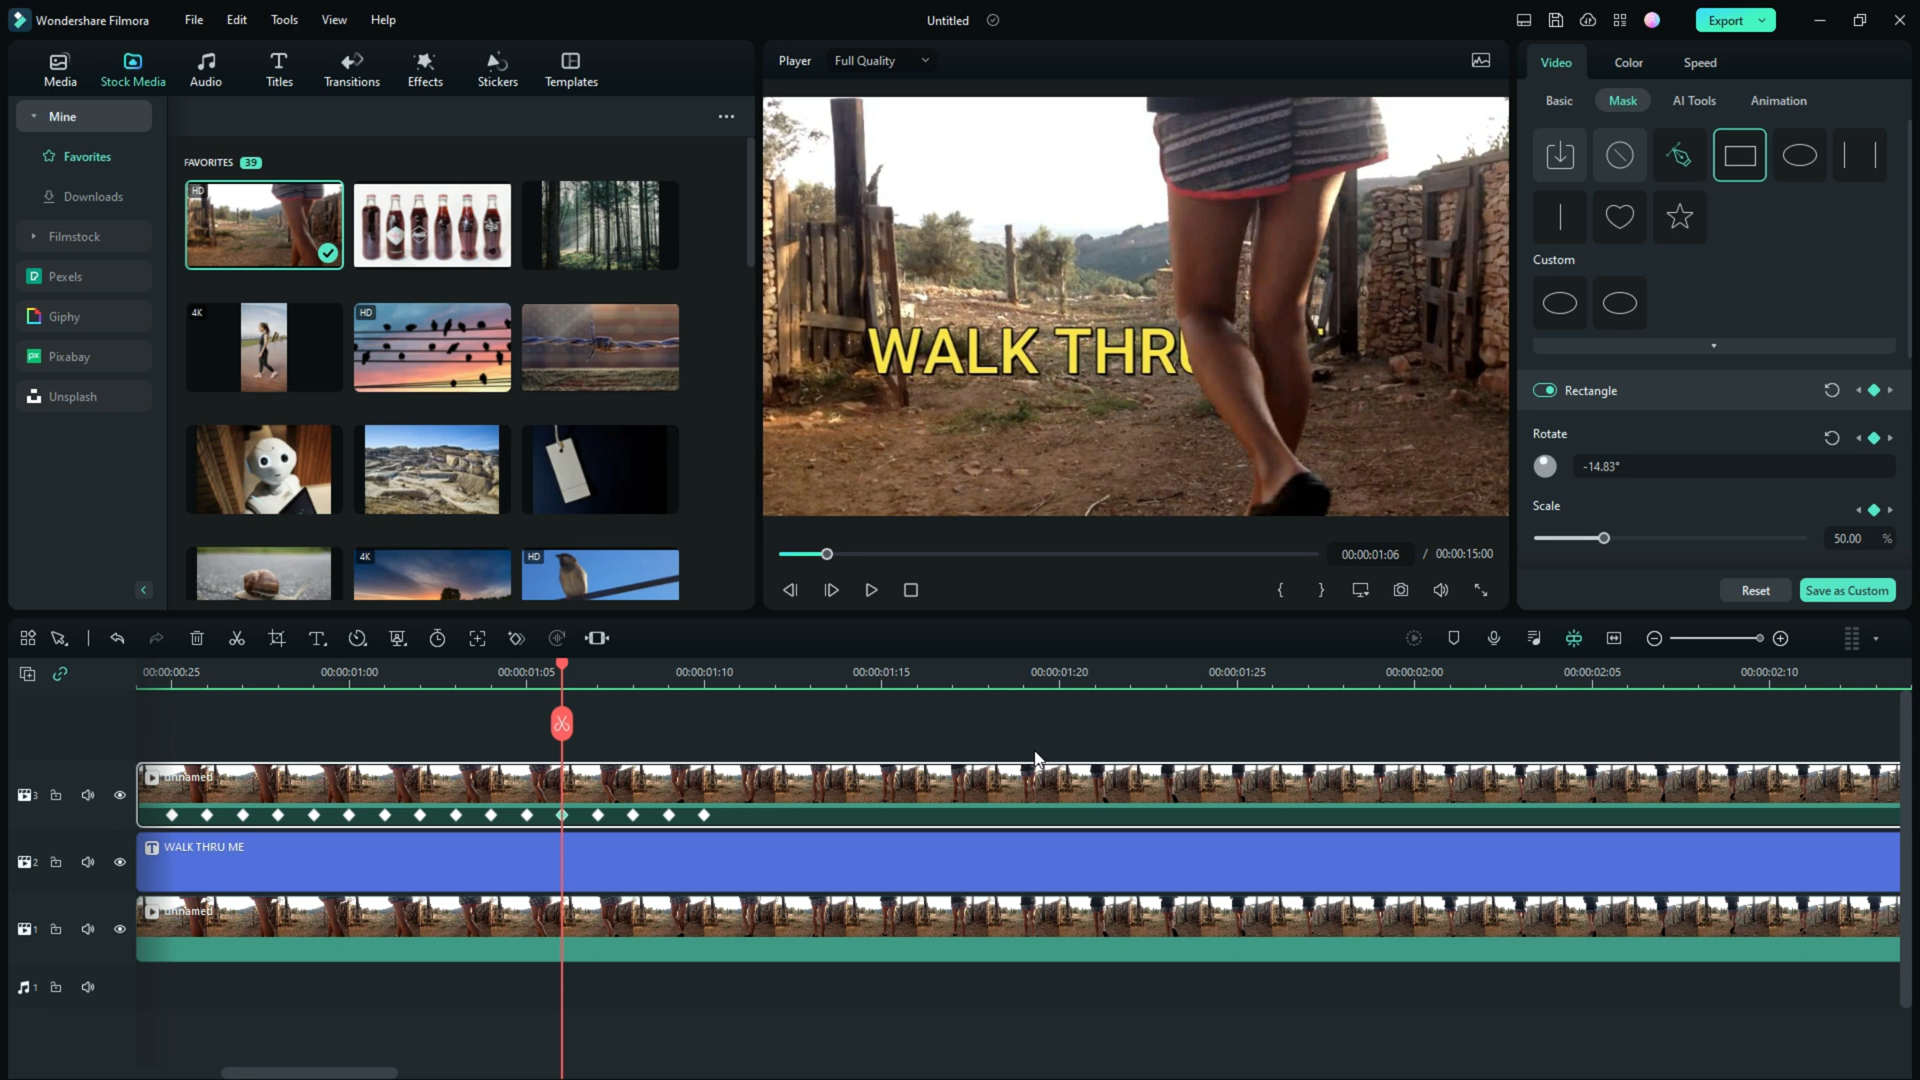 Wondershare Filmora
File
Edit
Tools
View
Help
Untitled
Export
Media
Stock Media
Audio
Titles
Transitions
Effects
Stickers
Templates
Player
Full Quality
Video
Color
Speed
Basic
Mask
AI Tools
Animation
Mine
Favorites
Downloads
Filmstock
Pexels
Giphy
Pixabay
Unsplash
FAVORITES 39
HD
4K
HD
4K
HD
WALK THRU
Custom
Rectangle
Rotate
-14.83°
Scale
50.00 %
Reset
Save as Custom
00:00:01:06 / 00:00:15:00
00:00:00:25
00:00:01:00
00:00:01:05
00:00:01:10
00:00:01:15
00:00:01:20
00:00:01:25
00:00:02:00
00:00:02:05
00:00:02:10
3
unnamed
2
WALK THRU ME
1
unnamed
1